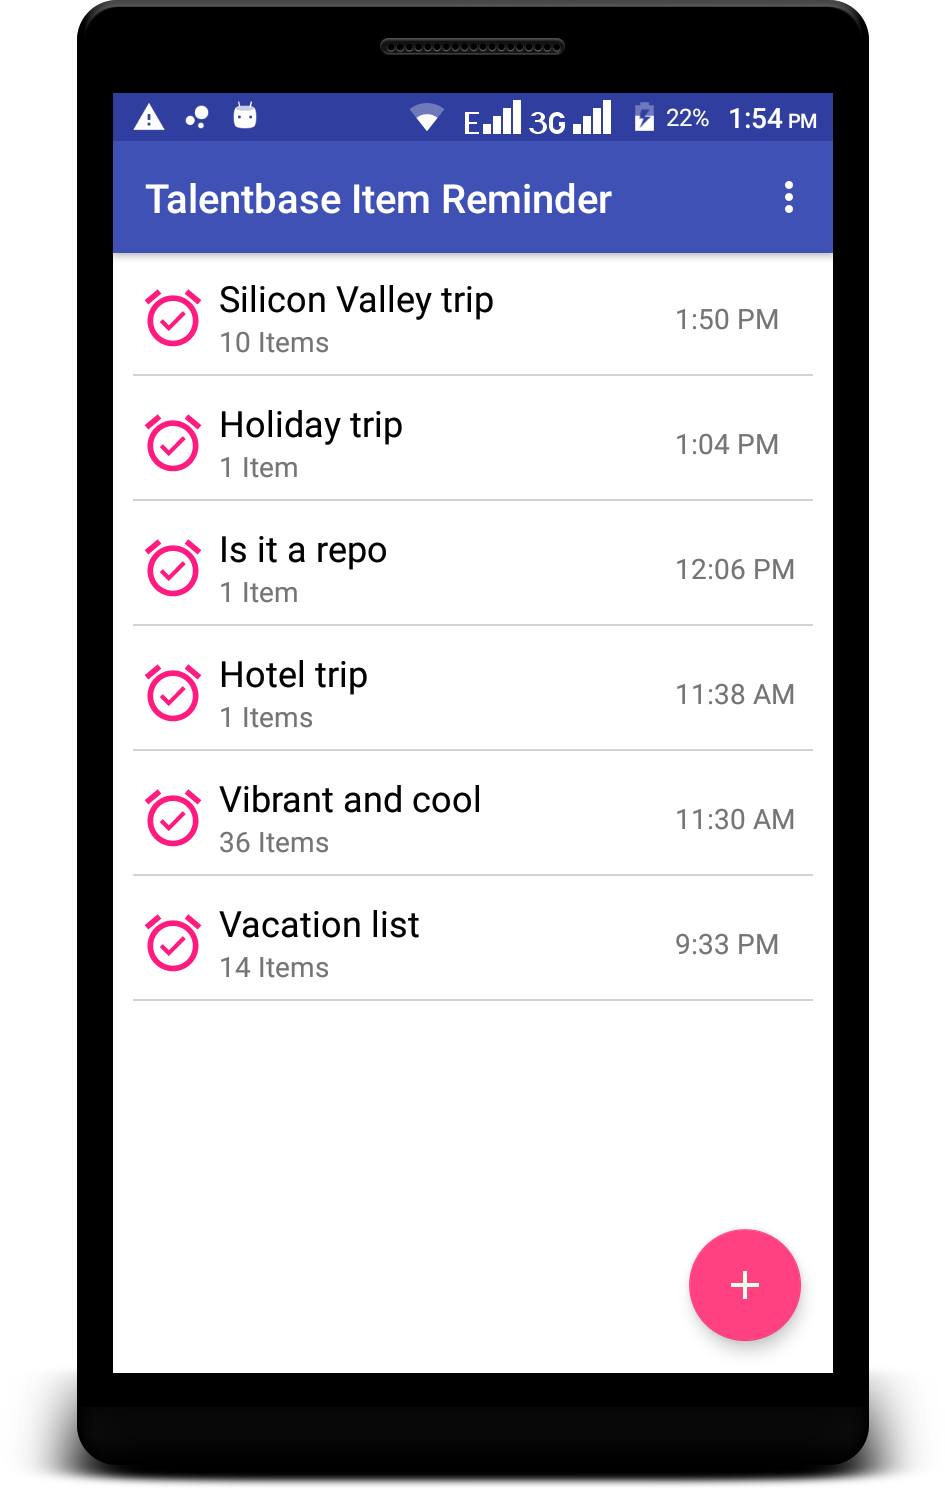 E 3G 22% 1:54 PM
Talentbase Item Reminder
Silicon Valley trip
10 Items
1:50 PM
Holiday trip
1 Item
1:04 PM
Is it a repo
1 Item
12:06 PM
Hotel trip
1 Items
11:38 AM
Vibrant and cool
36 Items
11:30 AM
Vacation list
14 Items
9:33 PM